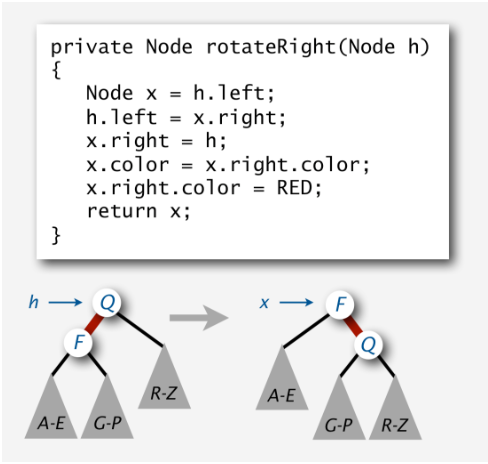 private Node rotateRight(Node h)
{
   Node x = h.left;
   h.left = x.right;
   x.right = h;
   x.color = x.right.color;
   x.right.color = RED;
   return x;
}
h Q
F
A-E G-P R-Z
x F
Q
A-E G-P R-Z